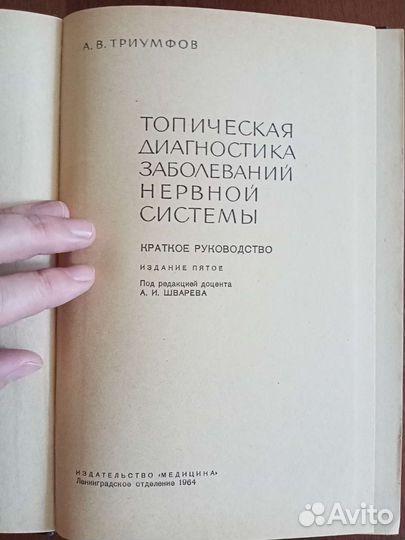 А. В. ТРИУМФОВ
ТОПИЧЕСКАЯ
ДИАГНОСТИКА
ЗАБОЛЕВАНИЙ
НЕРВНОЙ
СИСТЕМЫ
КРАТКОЕ РУКОВОДСТВО
ИЗДАНИЕ ПЯТОЕ
Под редакцией доцента
А. И. ШВАРЕВА
ИЗДАТЕЛЬСТВО «МЕДИЦИНА»
Ленинградское отделение 1964
Avito